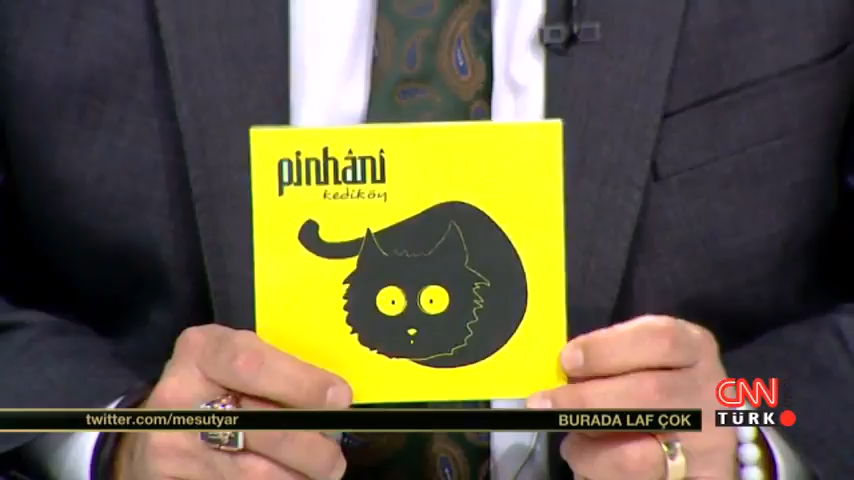 pinhâni
kediköy
twitter.com/mesutyar
BURADA LAF ÇOK
CNN
TÜRK